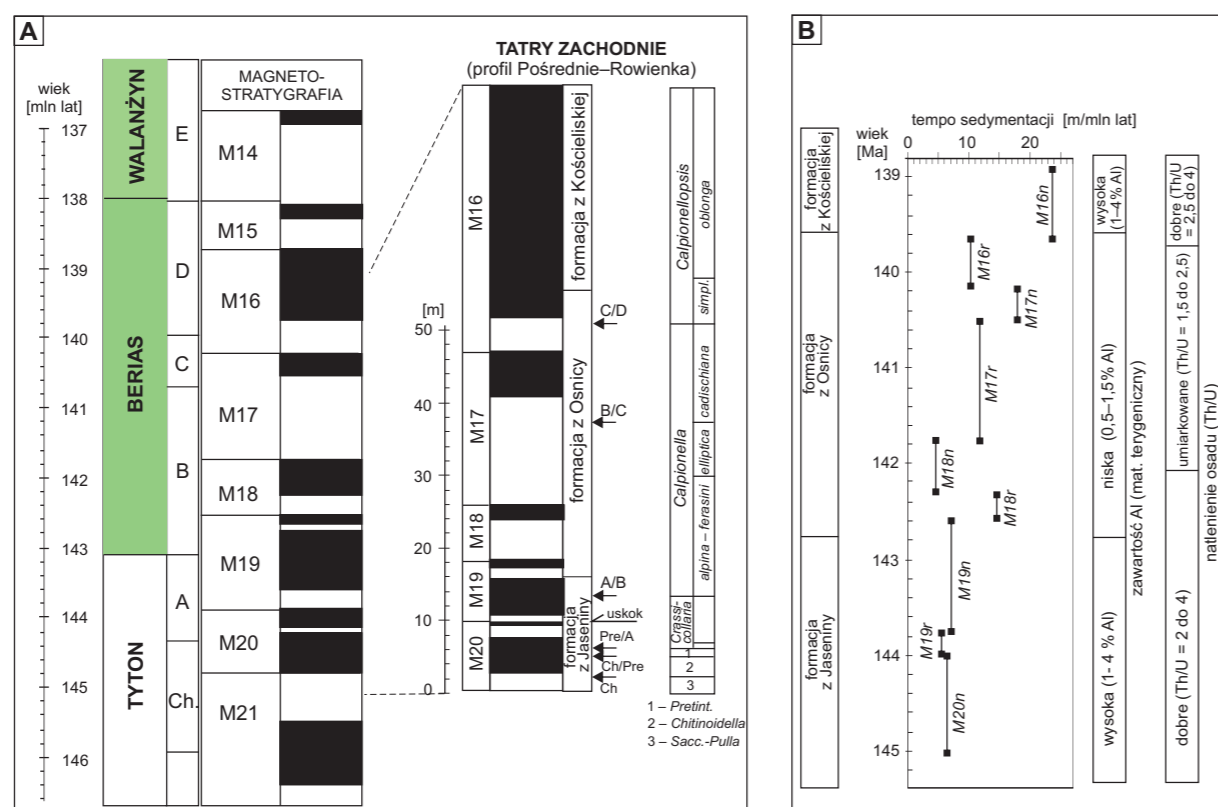 A
TATRY ZACHODNIE
(profil Pośrednie–Rowienka)
wiek
[mln lat]
MAGNETO-
STRATYGRAFIA
137
138
139
140
141
142
143
144
145
146
WALANŻYN
BERIAS
TYTON
E
D
C
B
A
Ch.
M14
M15
M16
M17
M18
M19
M20
M21
[m]
50
40
30
20
10
0
M16
M17
M18
M19
M20
formacja z Kościeliskiej
formacja z Osnicy
formacja
z Jaseniny
C/D
B/C
A/B
uskok
Pre/A
Ch/Pre
Ch
Calpionellopsis
Calpionella
Crassi-
collaria
oblonga
simpl.
cadischiana
elliptica
alpina – ferasini
1
2
3
1 – Pretint.
2 – Chitinoidella
3 – Sacc.-Pulla
B
tempo sedymentacji [m/mln lat]
wiek
[Ma]
0
10
20
139
140
141
142
143
144
145
formacja
z Kościeliskiej
formacja
z Osnicy
formacja
z Jaseniny
M16n
M16r
M17n
M17r
M18n
M18r
M19n
M19r
M20n
wysoka
(1–4% Al)
niska (0,5–1,5% Al)
wysoka (1- 4 % Al)
zawartość Al (mat. terygeniczny)
dobre (Th/U
= 2,5 do 4)
umiarkowane (Th/U = 1,5 do 2,5)
dobre (Th/U = 2 do 4)
natlenienie osadu (Th/U)